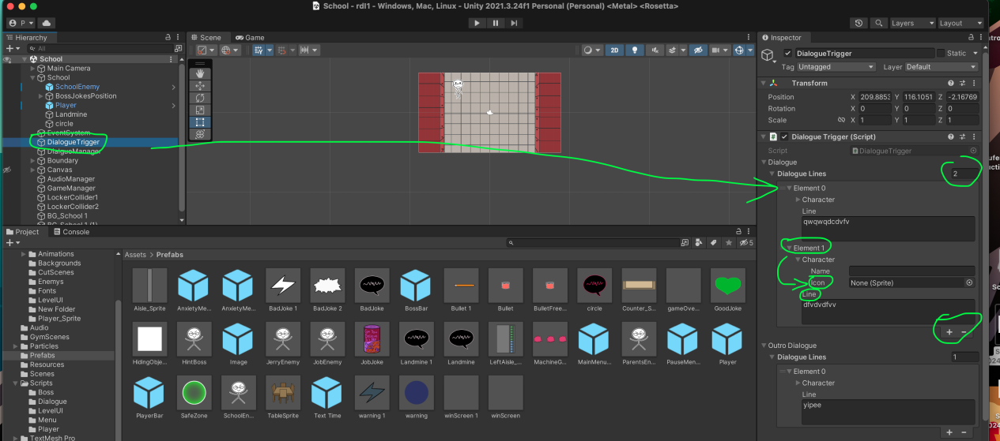 School - rdl1 - Windows, Mac, Linux - Unity 2021.3.24f1 Personal (Personal) <Metal> <Rosetta>
P
Layers
Layout
Hierarchy
All
School
Main Camera
School
SchoolEnemy
BossJokesPosition
Player
Landmine
circle
EventSystem
DialogueTrigger
DialgueManager
Boundary
Canvas
AudioManager
GameManager
LockerCollider1
LockerCollider2
BG_School 1
BG_School 1 (1)
Scene
Game
2D
Project
Console
5
Animations
Backgrounds
CutScenes
Enemys
Fonts
LevelUI
New Folder
Player_Sprite
Audio
GymScenes
Particles
Prefabs
Resources
Scenes
Scripts
Boss
Dialogue
LevelUI
Menu
Player
TextMesh Pro
Assets > Prefabs
Aisle_Sprite
AnxietyMe...
AnxietyMe...
BadJoke 1
BadJoke 2
BadJoke
BossBar
Bullet
Bullet
BulletFree...
circle
Counter_S...
gameOve...
GoodJoke
HidingObje...
HintBoss
Image
JerryEnemy
JobEnemy
JobJoke
Landmine 1
Landmine
LeftAisle_...
MachineG...
MainMenu...
ParentsEn...
PauseMen...
Player
PlayerBar
SafeZone
SchoolEn...
TableSprite
Text Time
warning 1
warning
winScreen 1
winScreen
Inspector
DialogueTrigger
Static
Tag Untagged
Layer Default
Transform
Position X 209.8853 Y 116.1051 Z -2.16769
Rotation X 0 Y 0 Z 0
Scale X 1 Y 1 Z 1
Dialogue Trigger (Script)
Script DialogueTrigger
Dialogue
Dialogue Lines 2
Element 0
Character
Line
qwqwqdcdvfv
Element 1
Character
Name
Icon None (Sprite)
Line
dfvdvdfvv
+ −
Outro Dialogue
Dialogue Lines 1
Element 0
Character
Line
yipee
+ −